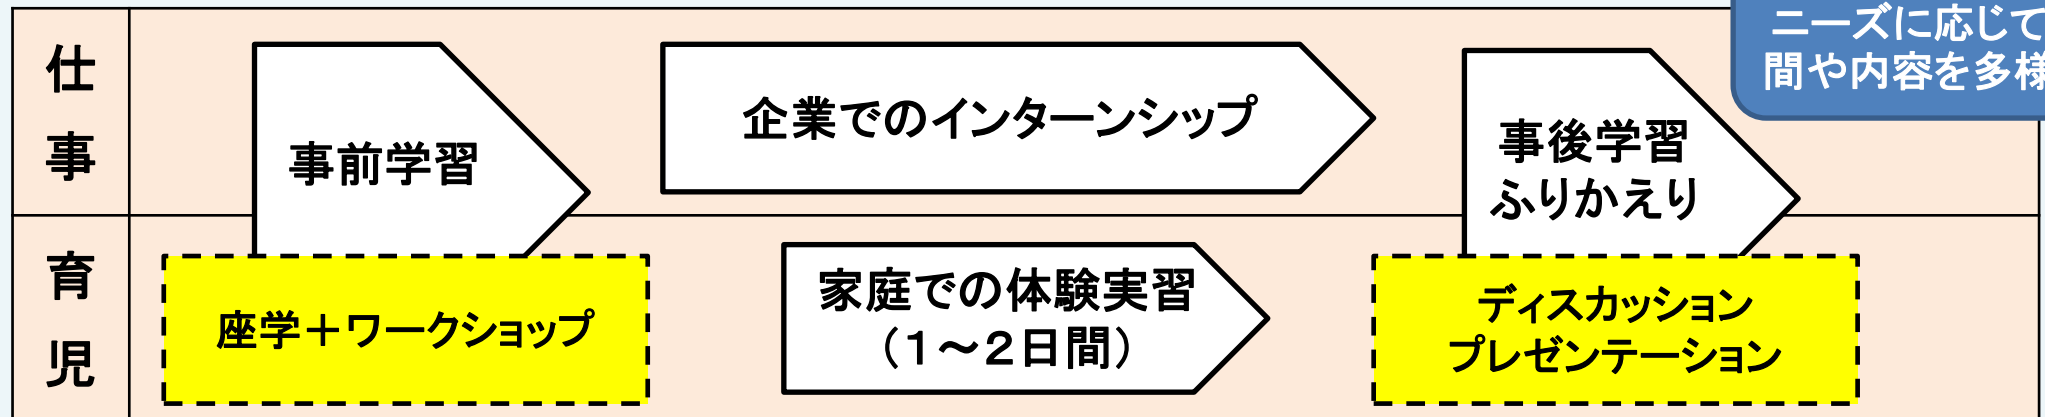 仕事
事前学習
企業でのインターンシップ
事後学習
ふりかえり
ニーズに応じて
間や内容を多様
育児
座学＋ワークショップ
家庭での体験実習
（１～２日間）
ディスカッション
プレゼンテーション